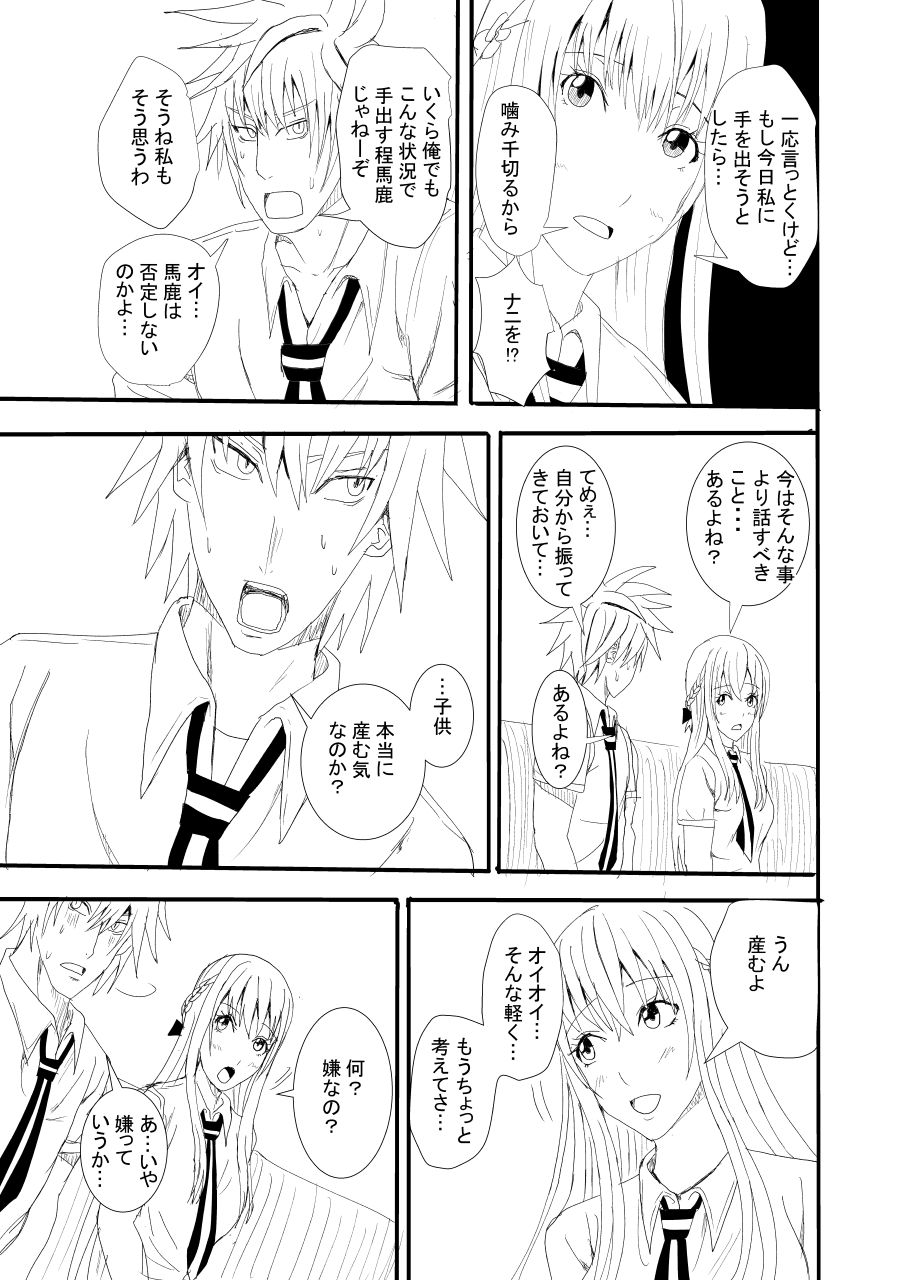 一応言っとくけど…
もし今日私に
手を出そうと
したら…
噛み千切るから
ナニを!?
いくら俺でも
こんな状況で
手出す程馬鹿
じゃねーぞ
そうね私も
そう思うわ
オイ…
馬鹿は
否定しない
のかよ…
今はそんな事
より話すべき
こと・・・
あるよね?
てめぇ…
自分から振って
きておいて…
あるよね?
…子供
本当に
産む気
なのか?
うん
産むよ
オイオイ…
そんな軽く…
もうちょっと
考えてさ…
何?
嫌なの?
あ…いや
嫌って
いうか…